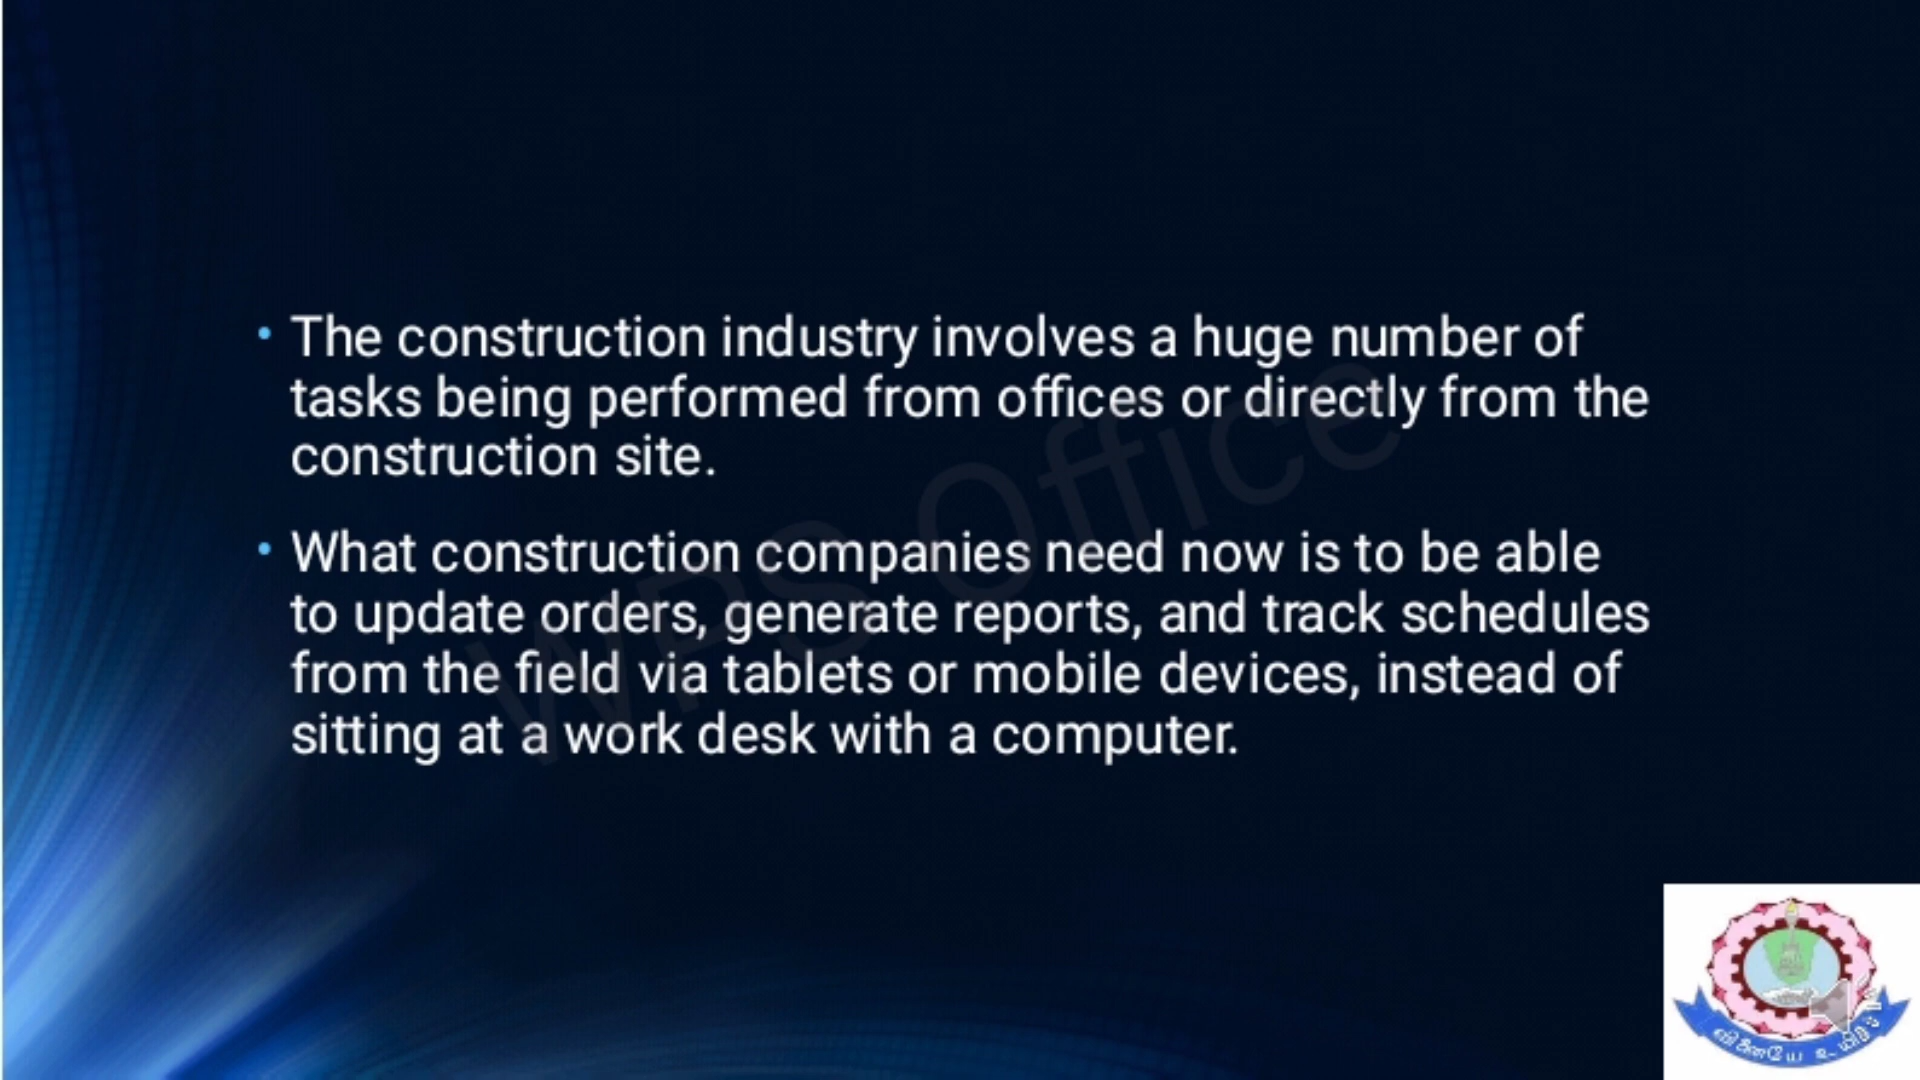 • The construction industry involves a huge number of
tasks being performed from offices or directly from the
construction site.
• What construction companies need now is to be able
to update orders, generate reports, and track schedules
from the field via tablets or mobile devices, instead of
sitting at a work desk with a computer.
WPS Office